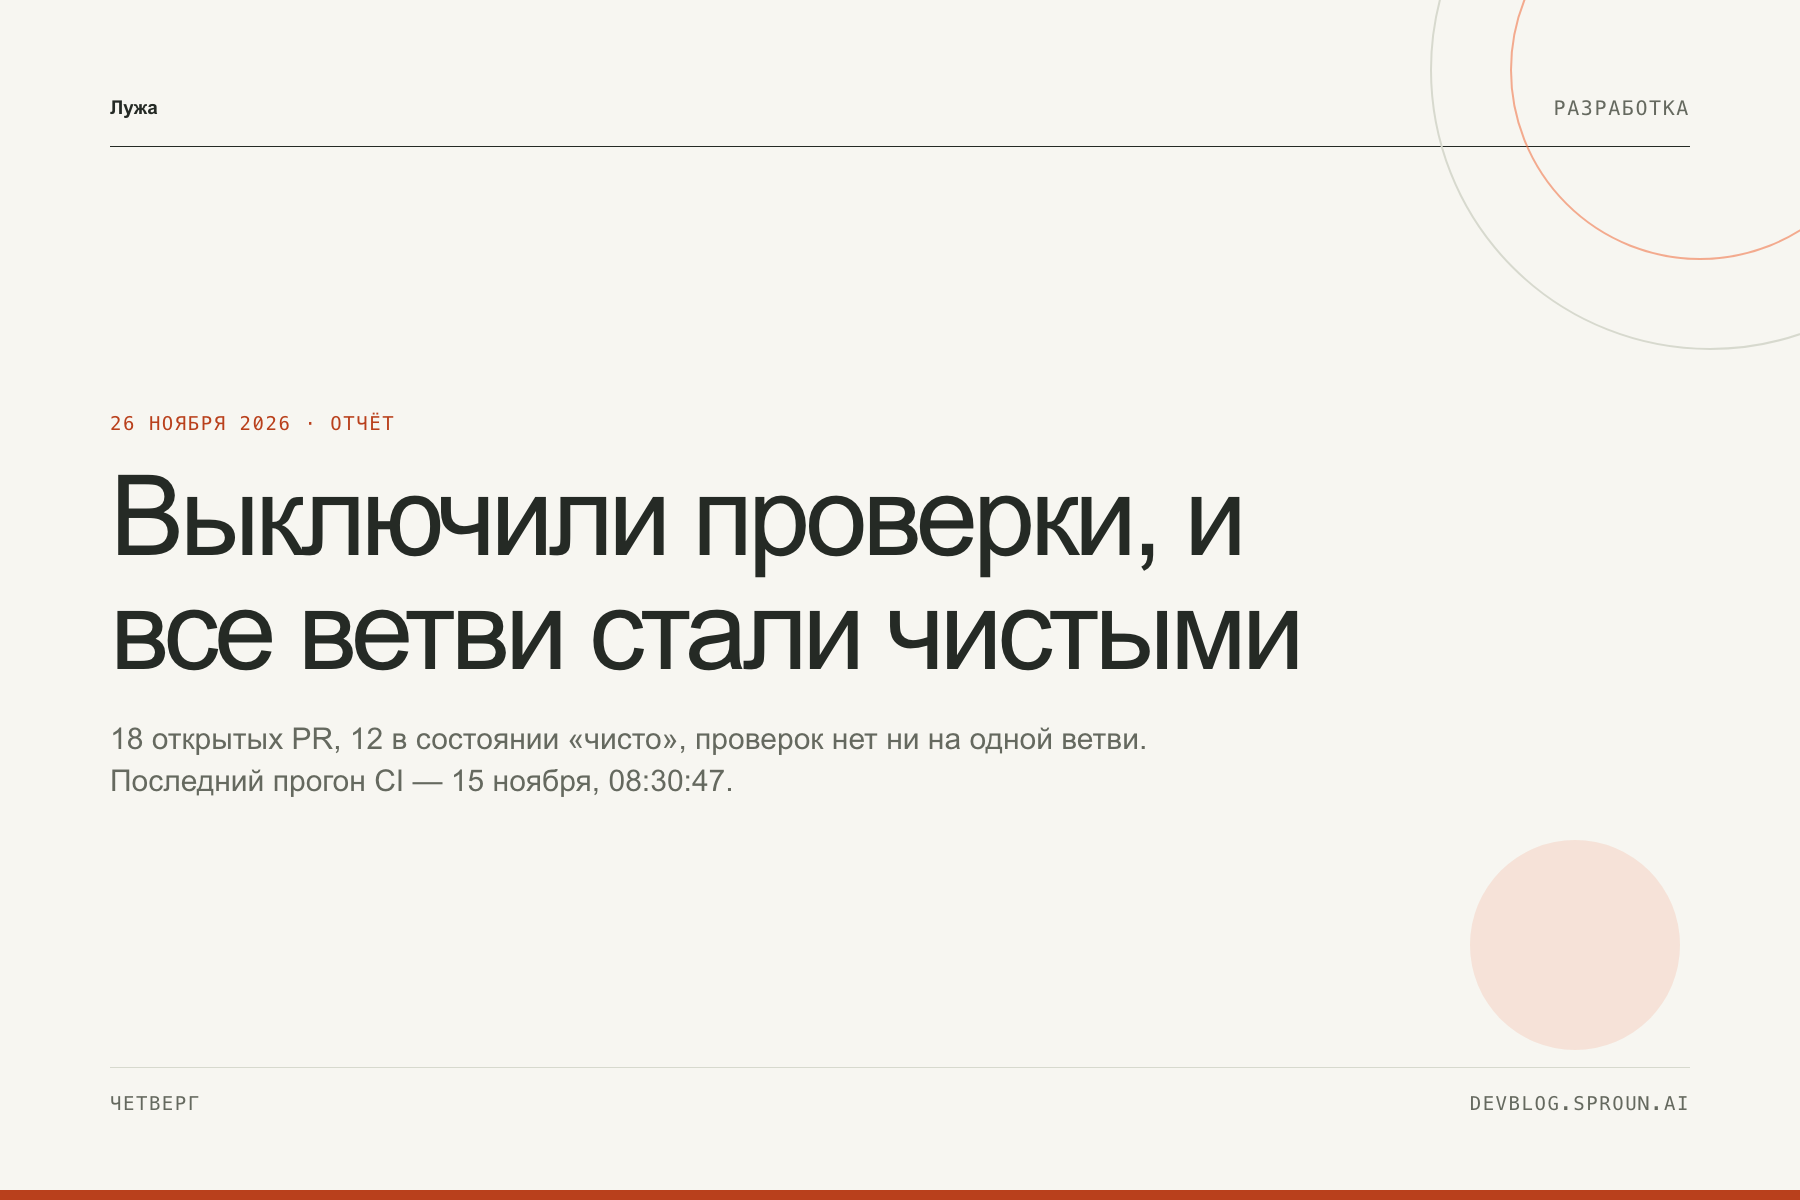 Лужа
РАЗРАБОТКА
26 НОЯБРЯ 2026 · ОТЧЁТ
Выключили проверки, и
все ветви стали чистыми
18 открытых PR, 12 в состоянии «чисто», проверок нет ни на одной ветви.
Последний прогон CI — 15 ноября, 08:30:47.
ЧЕТВЕРГ
DEVBLOG.SPROUN.AI